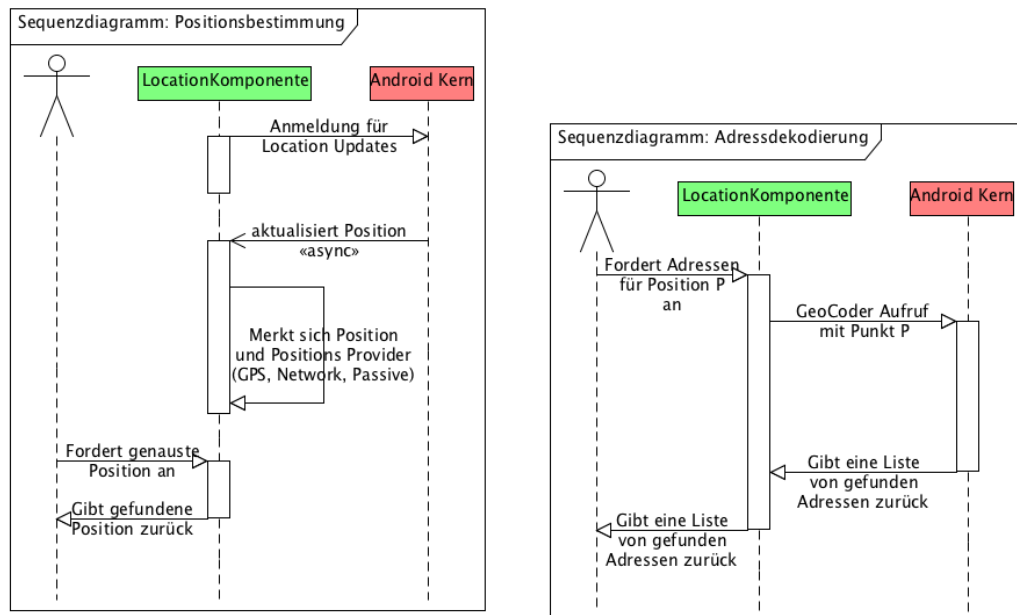 Sequenzdiagramm: Positionsbestimmung
LocationKomponente
Android Kern
Anmeldung für
Location Updates
aktualisiert Position
«async»
Merkt sich Position
und Positions Provider
(GPS, Network, Passive)
Fordert genauste
Position an
Gibt gefundene
Position zurück
Sequenzdiagramm: Adressdekodierung
LocationKomponente
Android Kern
Fordert Adressen
für Position P
an
GeoCoder Aufruf
mit Punkt P
Gibt eine Liste
von gefunden
Adressen zurück
Gibt eine Liste
von gefunden
Adressen zurück